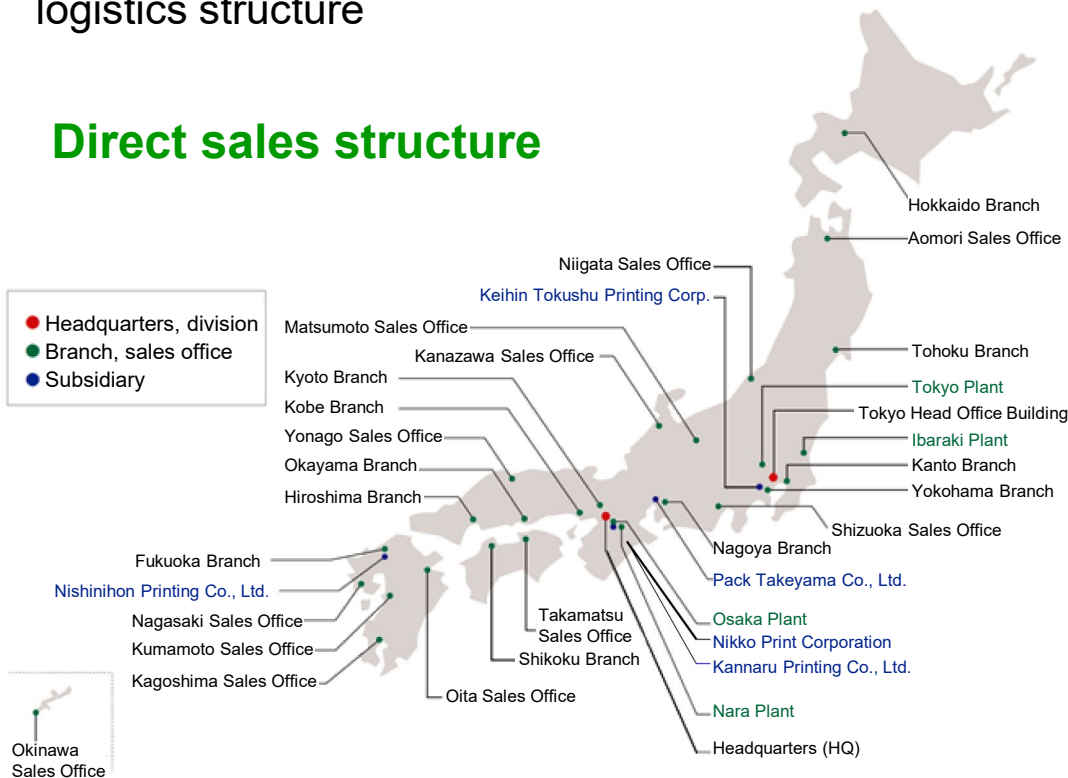 logistics structure
Direct sales structure
Hokkaido Branch
Aomori Sales Office
Niigata Sales Office
Keihin Tokushu Printing Corp.
Headquarters, division
Branch, sales office
Subsidiary
Matsumoto Sales Office
Kanazawa Sales Office
Kyoto Branch
Kobe Branch
Yonago Sales Office
Okayama Branch
Hiroshima Branch
Tohoku Branch
Tokyo Plant
Tokyo Head Office Building
Ibaraki Plant
Kanto Branch
Yokohama Branch
Shizuoka Sales Office
Nagoya Branch
Pack Takeyama Co., Ltd.
Fukuoka Branch
Nishinihon Printing Co., Ltd.
Nagasaki Sales Office
Kumamoto Sales Office
Kagoshima Sales Office
Takamatsu
Sales Office
Shikoku Branch
Oita Sales Office
Osaka Plant
Nikko Print Corporation
Kannaru Printing Co., Ltd.
Nara Plant
Headquarters (HQ)
Okinawa
Sales Office